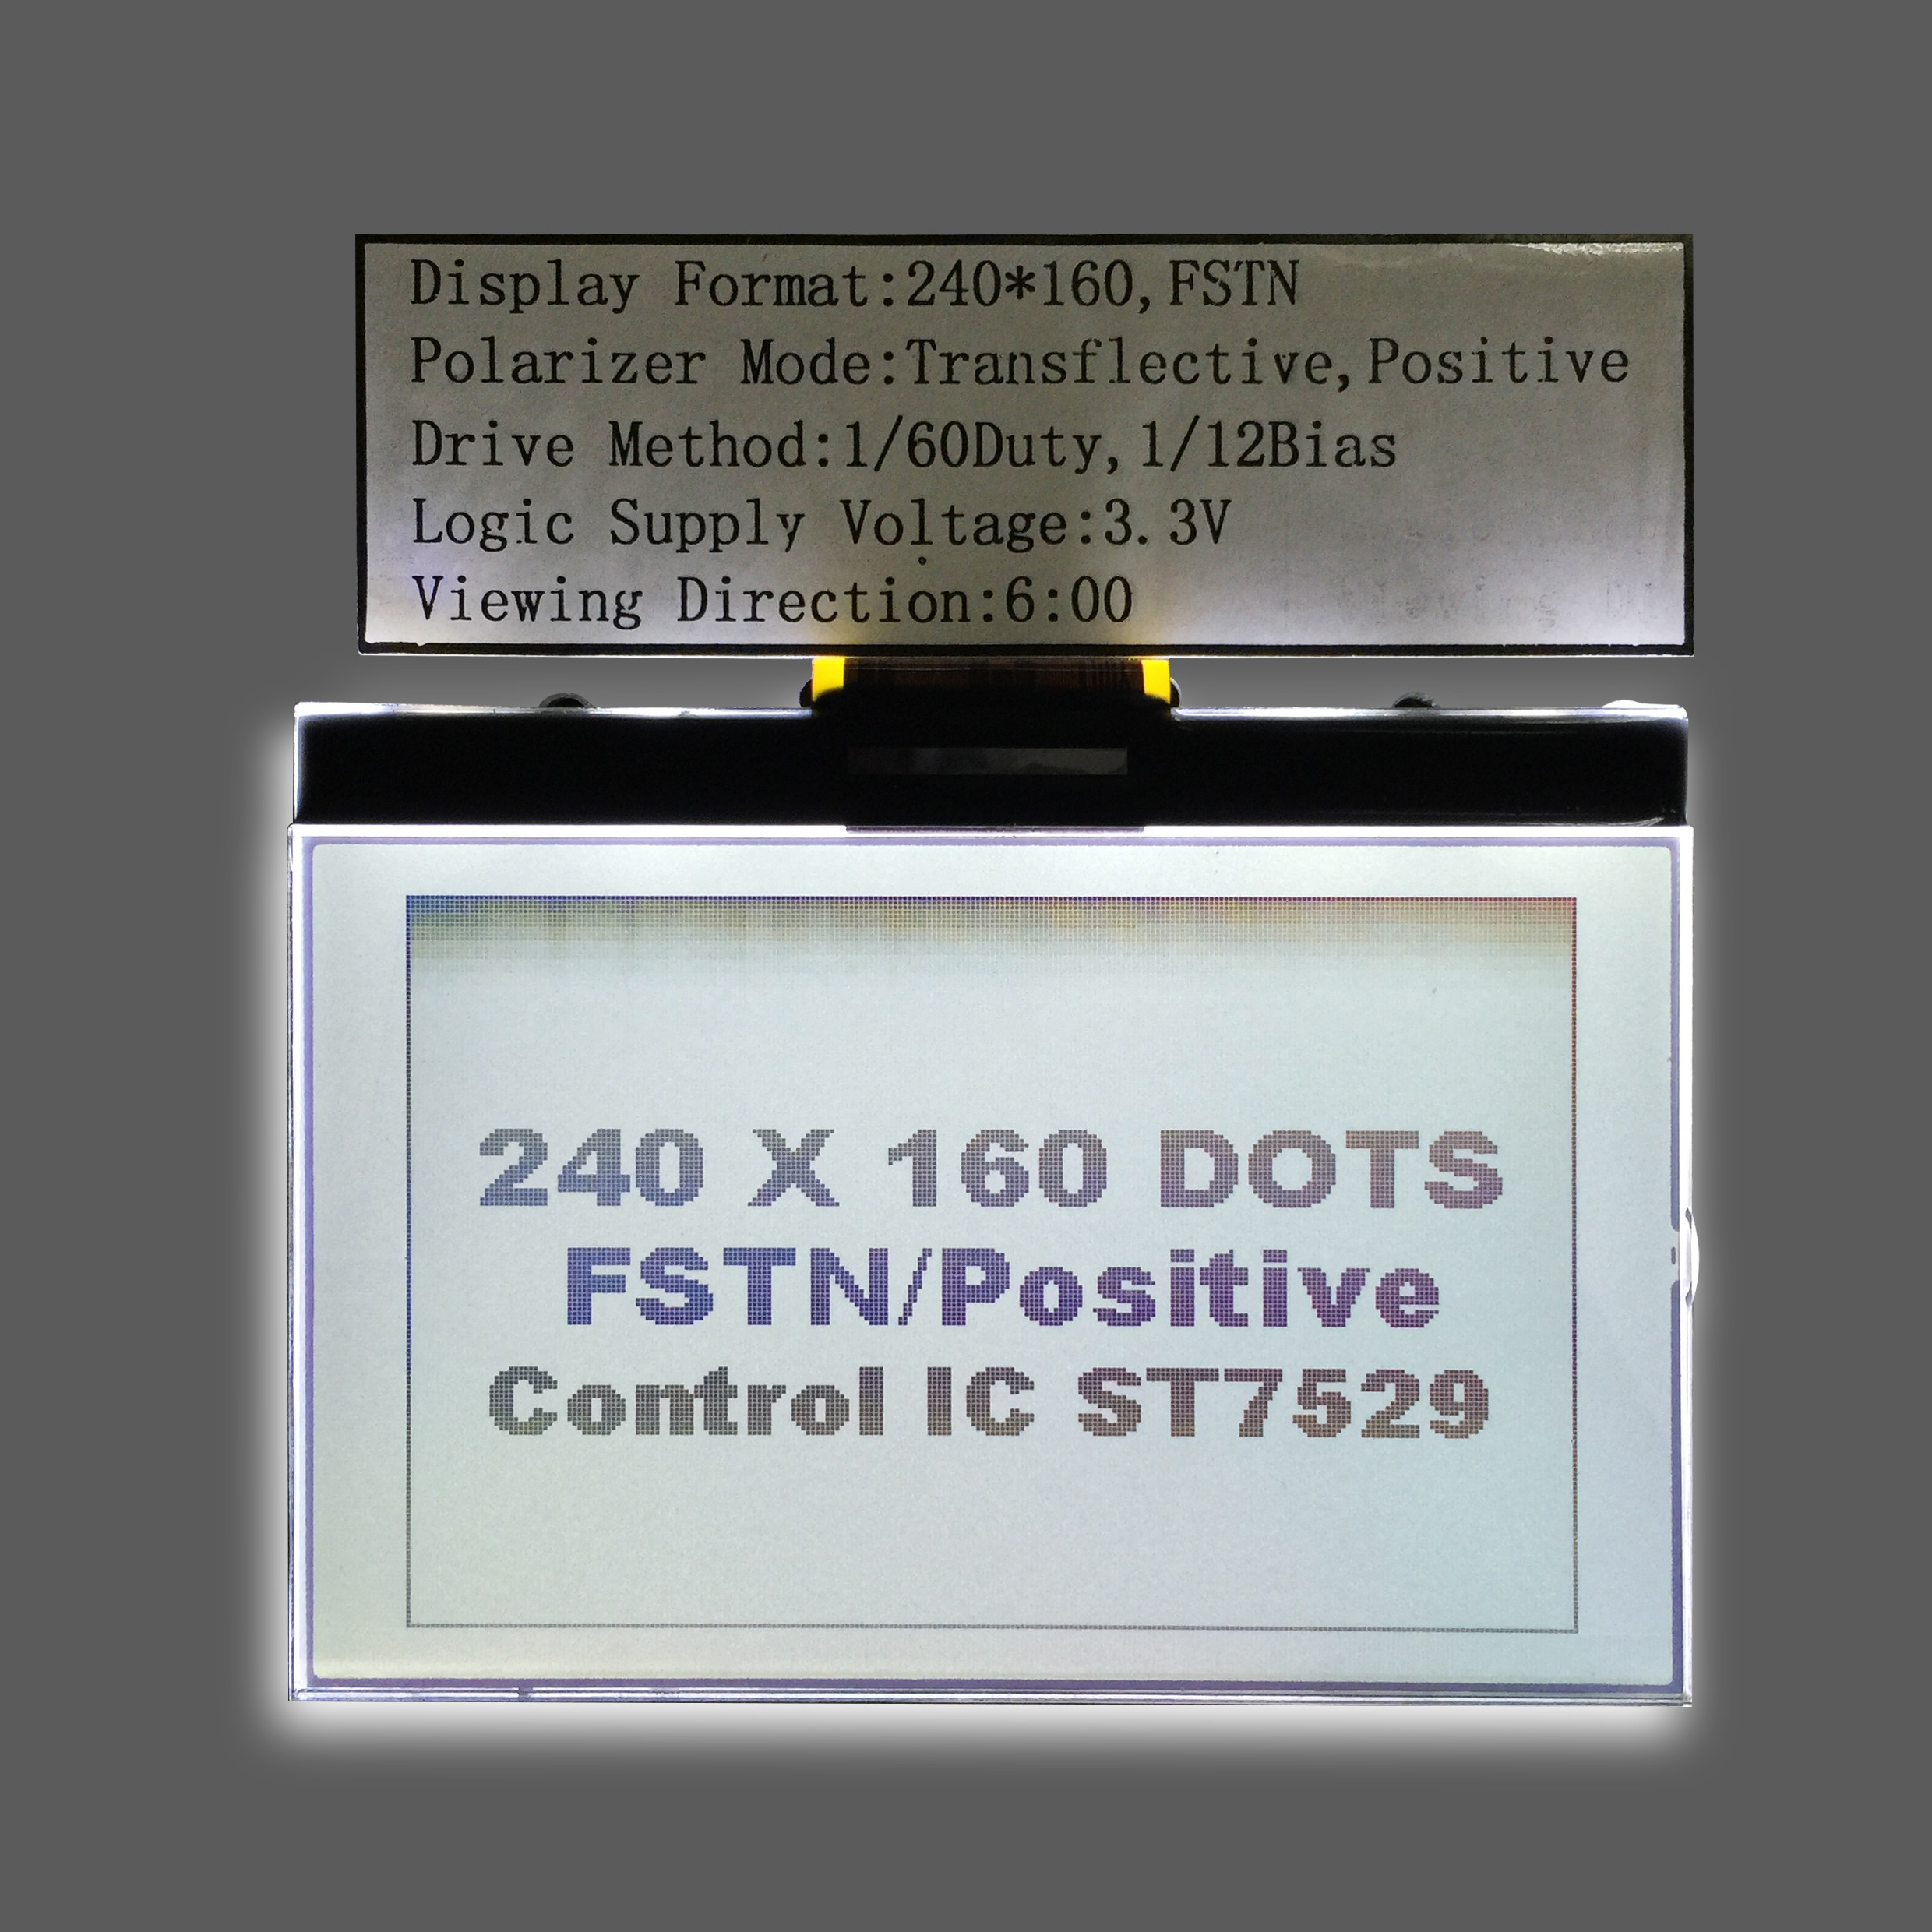 Display Format:240*160,FSTN
Polarizer Mode:Transflective,Positive
Drive Method:1/60Duty,1/12Bias
Logic Supply Voltage:3.3V
Viewing Direction:6:00
240 X 160 DOTS
FSTN/Positive
Control IC ST7529